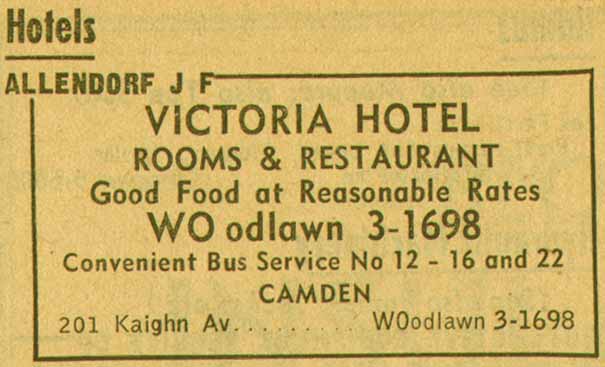 Hotels
ALLENDORF J F
VICTORIA HOTEL
ROOMS & RESTAURANT
Good Food at Reasonable Rates
WO odlawn 3-1698
Convenient Bus Service No 12 - 16 and 22
CAMDEN
201 Kaighn Av.......... WOodlawn 3-1698